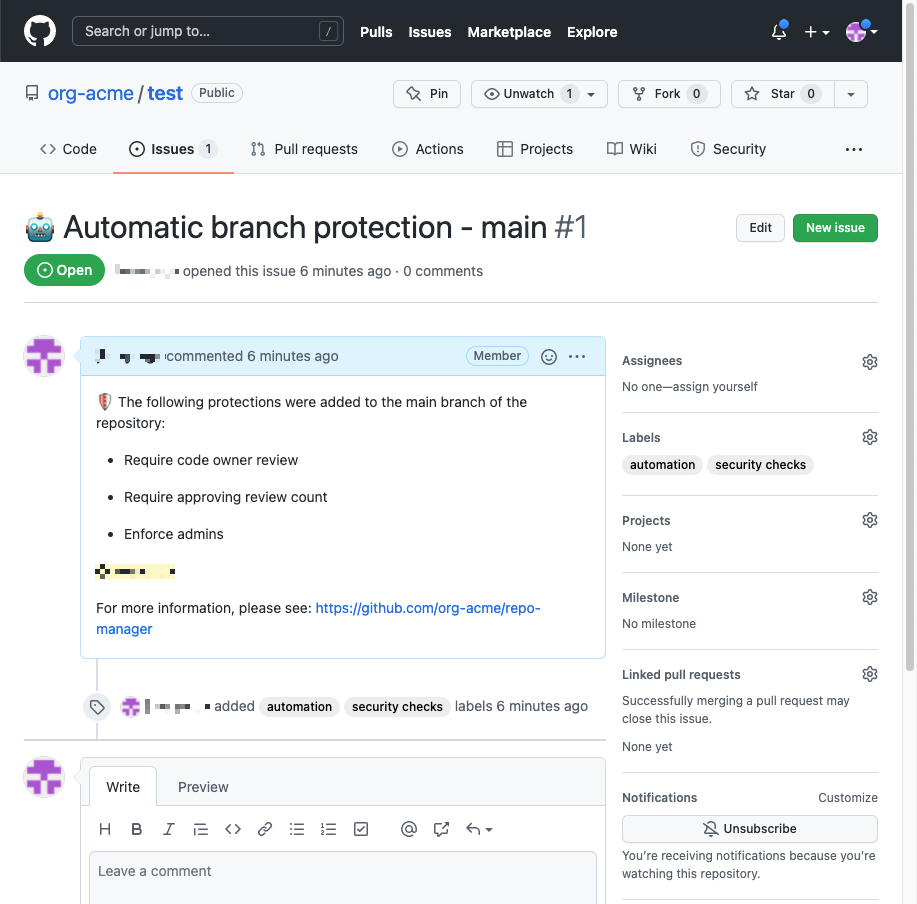 Search or jump to...
/
Pulls
Issues
Marketplace
Explore
org-acme / test
Public
Pin
Unwatch 1
Fork 0
Star 0
Code
Issues 1
Pull requests
Actions
Projects
Wiki
Security
🤖 Automatic branch protection - main #1
Edit
New issue
Open
opened this issue 6 minutes ago · 0 comments
commented 6 minutes ago
Member
The following protections were added to the main branch of the
repository:
• Require code owner review
• Require approving review count
• Enforce admins
For more information, please see: https://github.com/org-acme/repo-
manager
added automation security checks labels 6 minutes ago
Write
Preview
H B I
Leave a comment
Assignees
No one—assign yourself
Labels
automation security checks
Projects
None yet
Milestone
No milestone
Linked pull requests
Successfully merging a pull request may
close this issue.
None yet
Notifications
Customize
Unsubscribe
You're receiving notifications because you're
watching this repository.